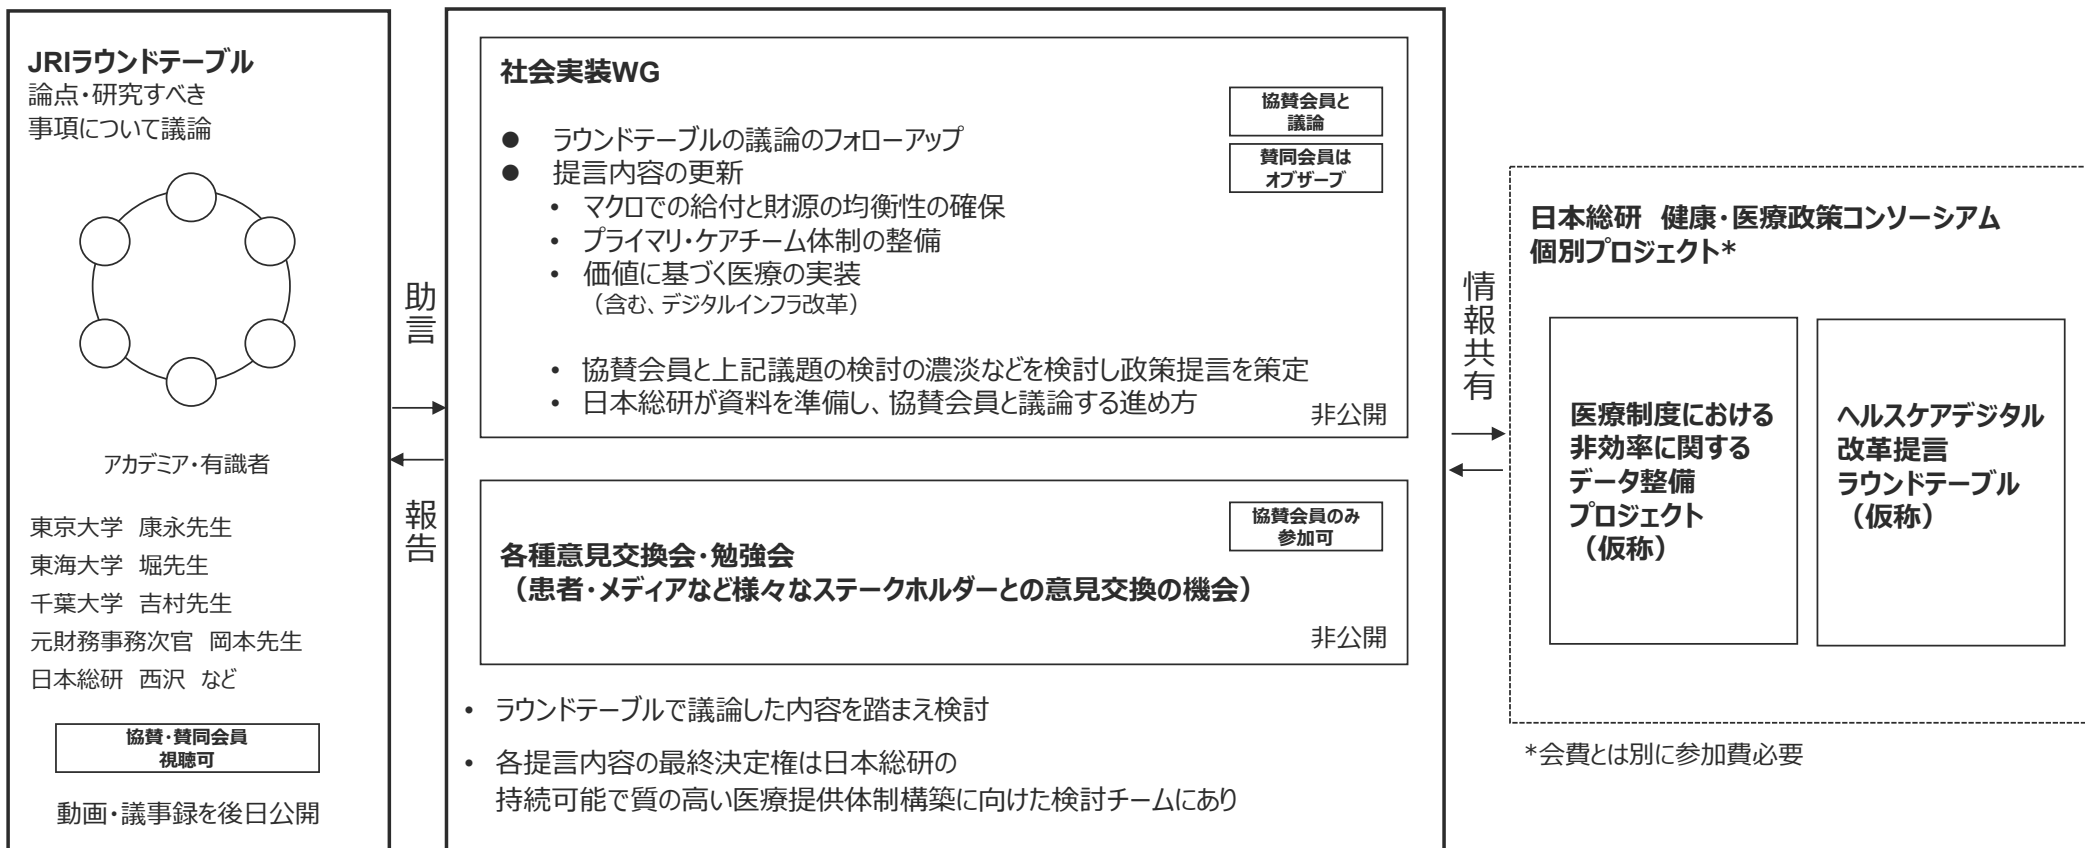 JRIラウンドテーブル
論点・研究すべき
事項について議論
アカデミア・有識者
東京大学 康永先生
東海大学 堀先生
千葉大学 吉村先生
元財務事務次官 岡本先生
日本総研 西沢 など
協賛・賛同会員
視聴可
動画・議事録を後日公開
助言
報告
社会実装WG
協賛会員と
議論
賛同会員は
オブザーブ
● ラウンドテーブルの議論のフォローアップ
● 提言内容の更新
• マクロでの給付と財源の均衡性の確保
• プライマリ・ケアチーム体制の整備
• 価値に基づく医療の実装
（含む、デジタルインフラ改革）
• 協賛会員と上記議題の検討の濃淡などを検討し政策提言を策定
• 日本総研が資料を準備し、協賛会員と議論する進め方
非公開
協賛会員のみ
参加可
各種意見交換会・勉強会
（患者・メディアなど様々なステークホルダーとの意見交換の機会）
非公開
• ラウンドテーブルで議論した内容を踏まえ検討
• 各提言内容の最終決定権は日本総研の
持続可能で質の高い医療提供体制構築に向けた検討チームにあり
情報共有
日本総研 健康・医療政策コンソーシアム
個別プロジェクト*
医療制度における
非効率に関する
データ整備
プロジェクト
（仮称）
ヘルスケアデジタル
改革提言
ラウンドテーブル
（仮称）
*会費とは別に参加費必要